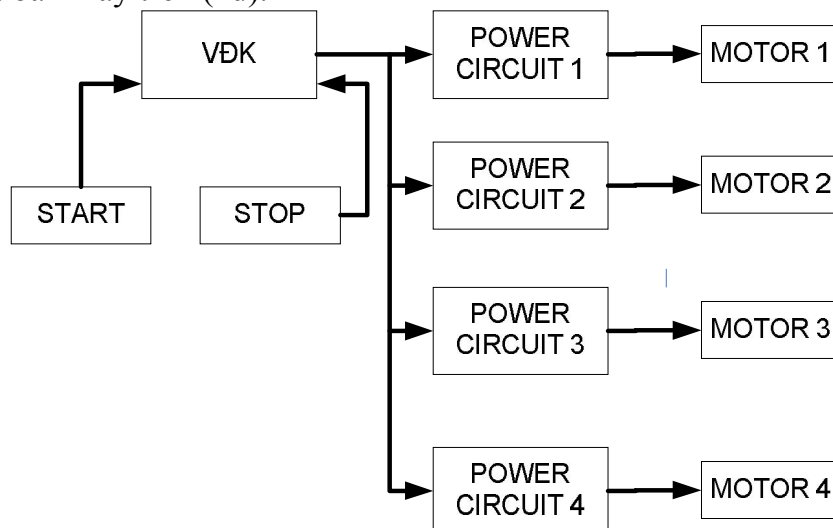 VĐK
POWER
CIRCUIT 1
MOTOR 1
START
STOP
POWER
CIRCUIT 2
MOTOR 2
POWER
CIRCUIT 3
MOTOR 3
POWER
CIRCUIT 4
MOTOR 4